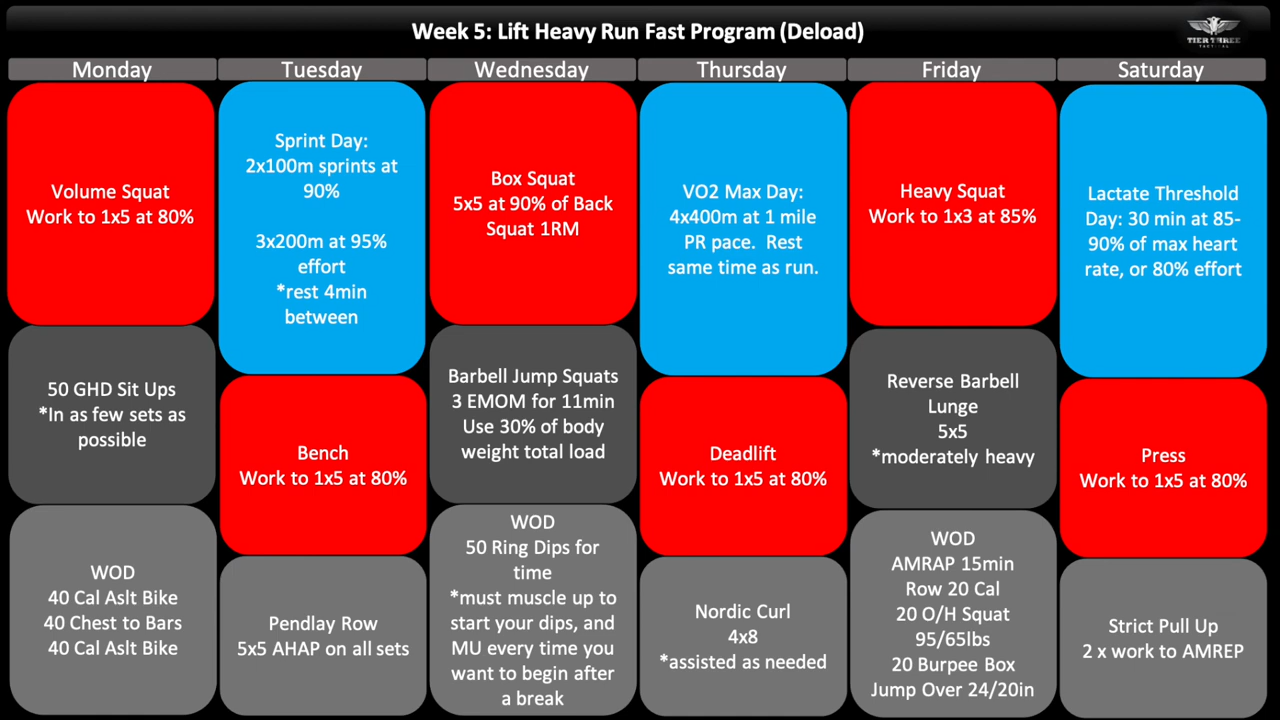 Week 5: Lift Heavy Run Fast Program (Deload)
TIER THREE
TACTICAL
Monday
Tuesday
Wednesday
Thursday
Friday
Saturday
Volume Squat
Work to 1x5 at 80%
50 GHD Sit Ups
*In as few sets as
possible
WOD
40 Cal Aslt Bike
40 Chest to Bars
40 Cal Aslt Bike
Sprint Day:
2x100m sprints at
90%
3x200m at 95%
effort
*rest 4min
between
Bench
Work to 1x5 at 80%
Pendlay Row
5x5 AHAP on all sets
Box Squat
5x5 at 90% of Back
Squat 1RM
Barbell Jump Squats
3 EMOM for 11min
Use 30% of body
weight total load
WOD
50 Ring Dips for
time
*must muscle up to
start your dips, and
MU every time you
want to begin after
a break
VO2 Max Day:
4x400m at 1 mile
PR pace. Rest
same time as run.
Deadlift
Work to 1x5 at 80%
Nordic Curl
4x8
*assisted as needed
Heavy Squat
Work to 1x3 at 85%
Reverse Barbell
Lunge
5x5
*moderately heavy
WOD
AMRAP 15min
Row 20 Cal
20 O/H Squat
95/65lbs
20 Burpee Box
Jump Over 24/20in
Lactate Threshold
Day: 30 min at 85-
90% of max heart
rate, or 80% effort
Press
Work to 1x5 at 80%
Strict Pull Up
2 x work to AMREP